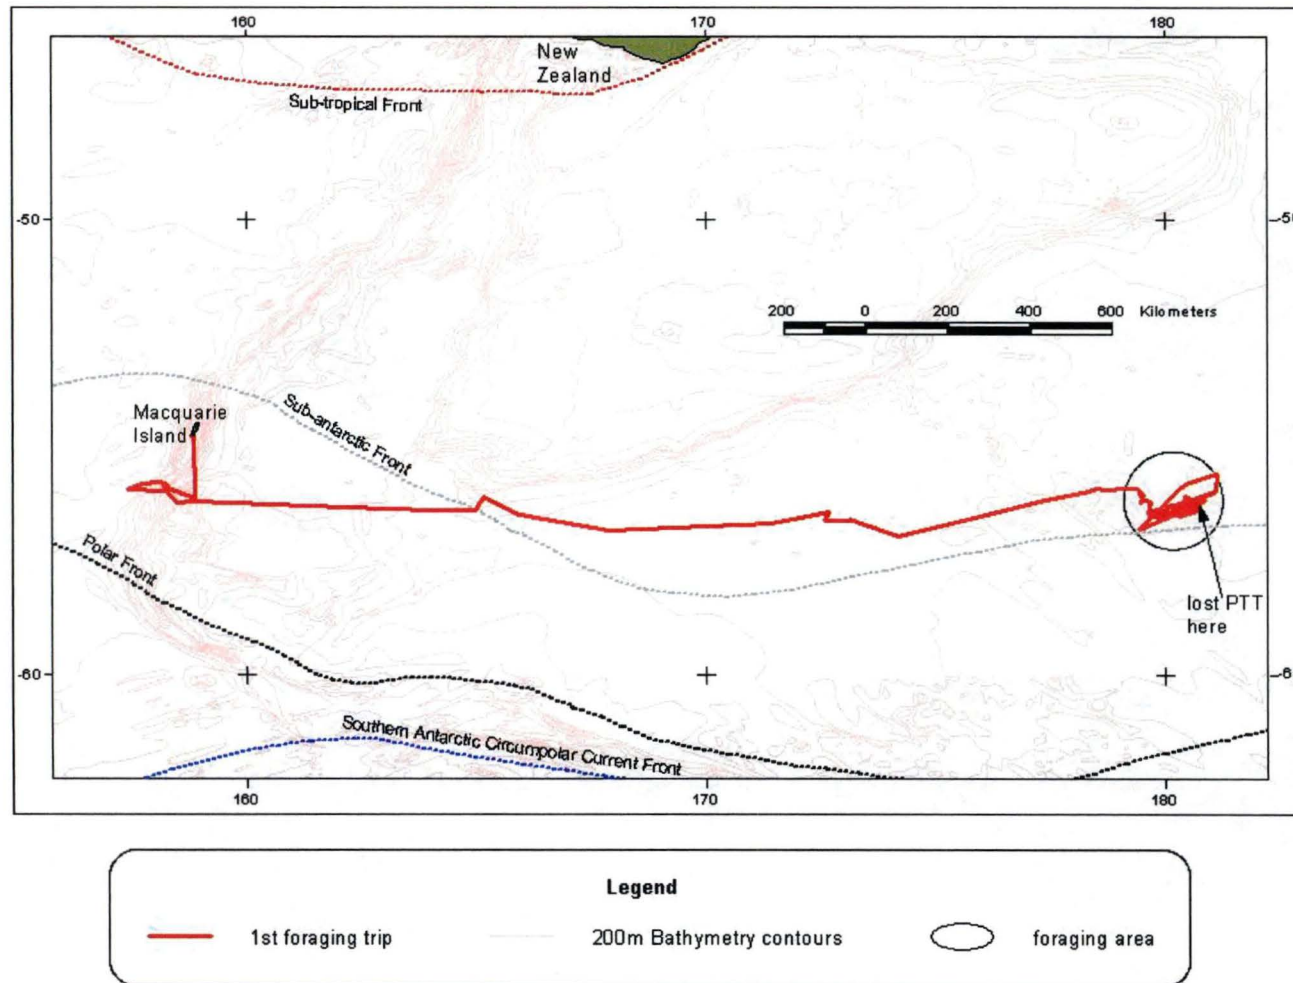 160 170 180
New
Zealand
Sub-tropical Front
-50 -50
200 0 200 400 600 Kilometers
Macquarie
Island
Sub-antarctic Front
Polar Front
lost PTT
here
-60 -6
Southern Antarctic Circumpolar Current Front
160 170 180
Legend
1st foraging trip 200m Bathymetry contours foraging area